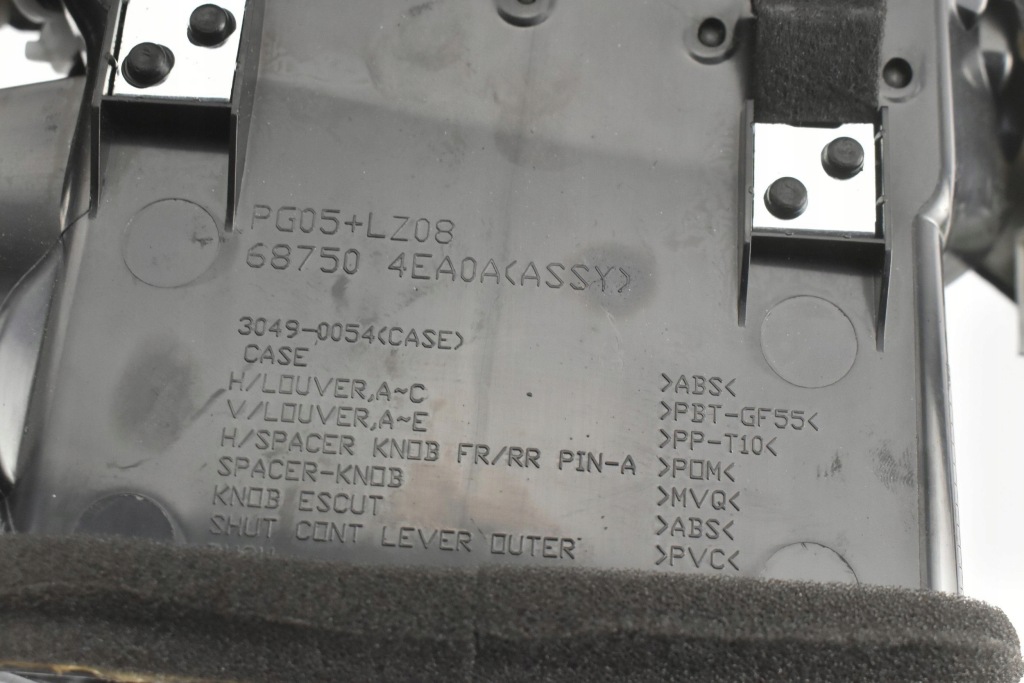 PG05+LZ08
68750 4EA0A(ASSY)
3049-0054(CASE)
CASE >ABS<
H/LOUVER,A~C >PBT-GF55<
V/LOUVER,A~E >PP-T10<
H/SPACER KNOB FR/RR PIN-A >POM<
SPACER-KNOB >MVQ<
KNOB ESCUT >ABS<
SHUT CONT LEVER OUTER >PVC<